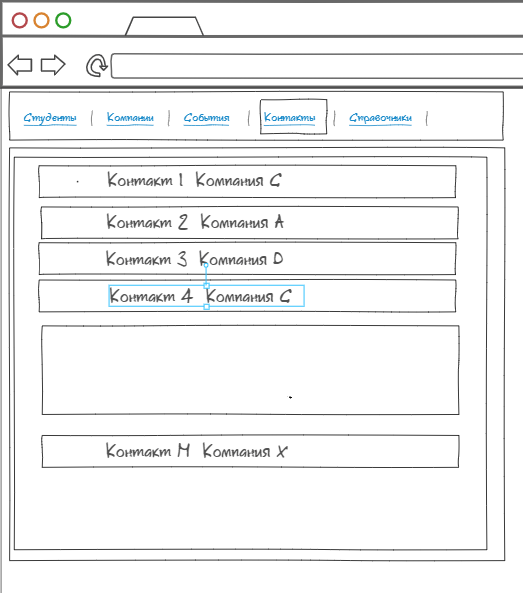 Студенты | Компании | События | Контакты | Справочники |
Контакт 1 Компания C
Контакт 2 Компания A
Контакт 3 Компания D
Контакт 4 Компания C
Контакт M Компания X